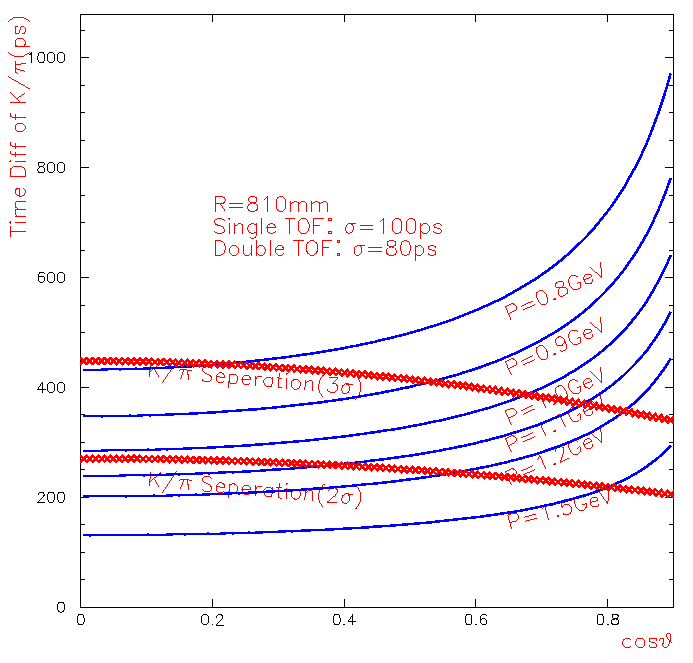 Time Diff of K/π(ps)
1000
800
600
400
200
0
R=810mm
Single TOF: σ=100ps
Double TOF: σ=80ps
P=0.8GeV
P=0.9GeV
K/π Seperation(3σ)
P=1.0GeV
P=1.1GeV
P=1.2GeV
K/π Seperation(2σ)
P=1.5GeV
0 0.2 0.4 0.6 0.8
cosϑ